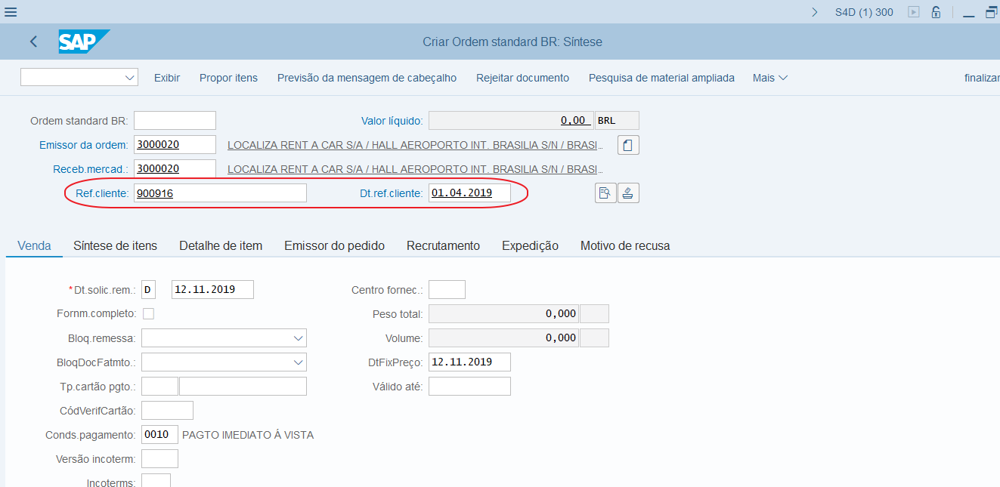 S4D (1) 300
SAP Criar Ordem standard BR: Síntese
Exibir Propor itens Previsão da mensagem de cabeçalho Rejeitar documento Pesquisa de material ampliada Mais finalizar
Ordem standard BR: Valor líquido: 0,00 BRL
Emissor da ordem: 3000020 LOCALIZA RENT A CAR S/A / HALL AEROPORTO INT. BRASILIA S/N / BRASI...
Receb.mercad.: 3000020 LOCALIZA RENT A CAR S/A / HALL AEROPORTO INT. BRASILIA S/N / BRASI...
Ref.cliente: 900916 Dt.ref.cliente: 01.04.2019
Venda Síntese de itens Detalhe de item Emissor do pedido Recrutamento Expedição Motivo de recusa
*Dt.solic.rem.: D 12.11.2019 Centro fornec.:
Fornm.completo: Peso total: 0,000
Bloq.remessa: Volume: 0,000
BloqDocFatmto.: DtFixPreço: 12.11.2019
Tp.cartão pgto.: Válido até:
CódVerifCartão:
Conds.pagamento: 0010 PAGTO IMEDIATO Á VISTA
Versão incoterm:
Incoterms: